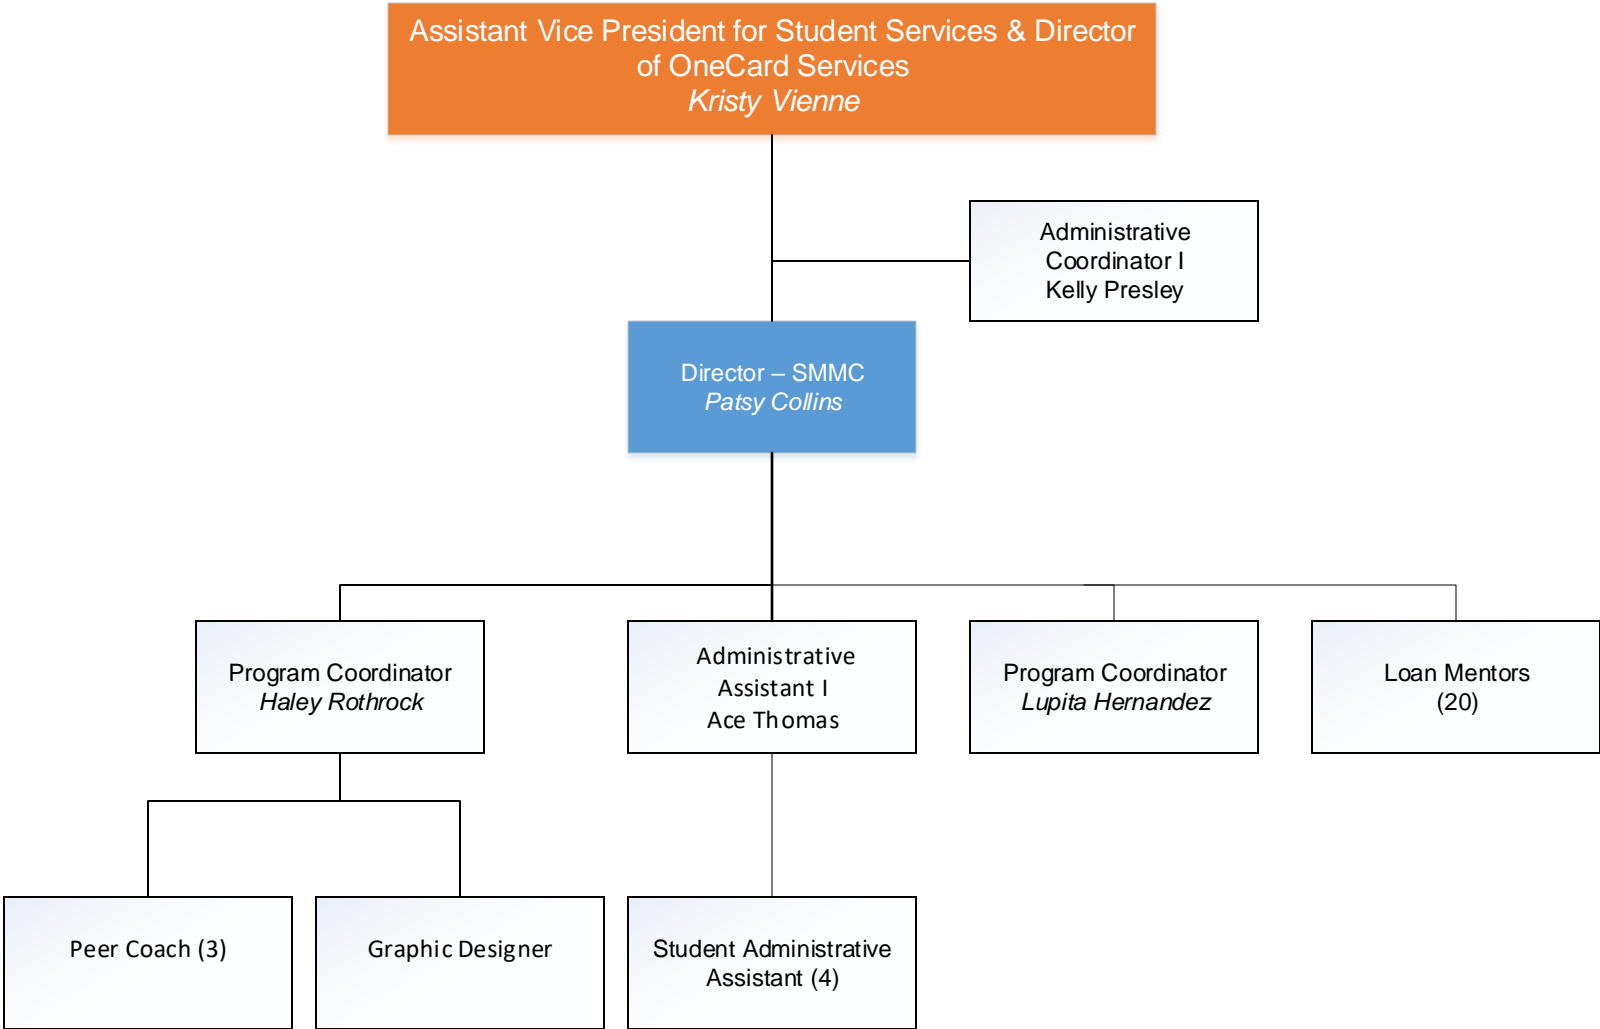 Assistant Vice President for Student Services & Director
of OneCard Services
Kristy Vienne
Administrative
Coordinator I
Kelly Presley
Director – SMMC
Patsy Collins
Program Coordinator
Haley Rothrock
Administrative
Assistant I
Ace Thomas
Program Coordinator
Lupita Hernandez
Loan Mentors
(20)
Peer Coach (3)
Graphic Designer
Student Administrative
Assistant (4)